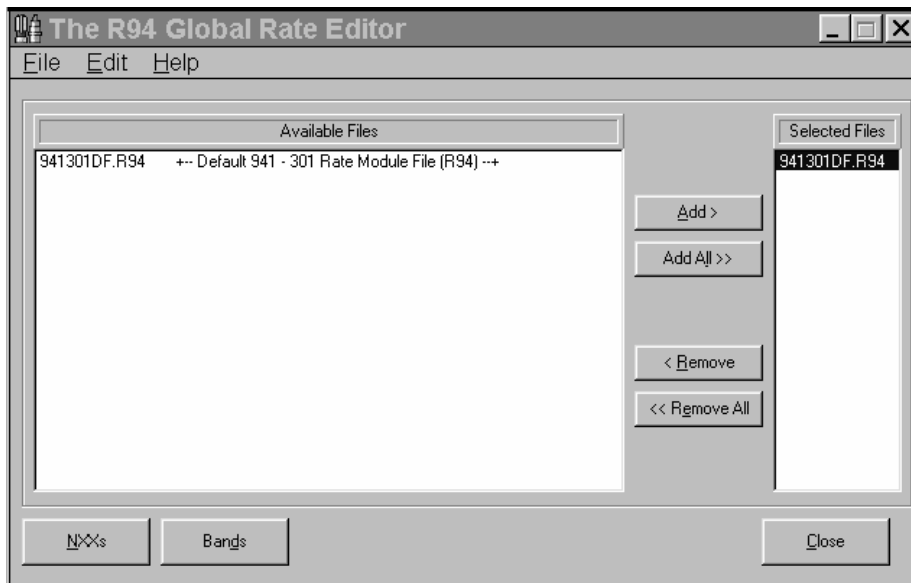 The R94 Global Rate Editor
File Edit Help
Available Files
941301DF.R94 +-- Default 941 - 301 Rate Module File (R94) --+
Selected Files
941301DF.R94
Add >
Add All >>
< Remove
<< Remove All
NXXs
Bands
Close